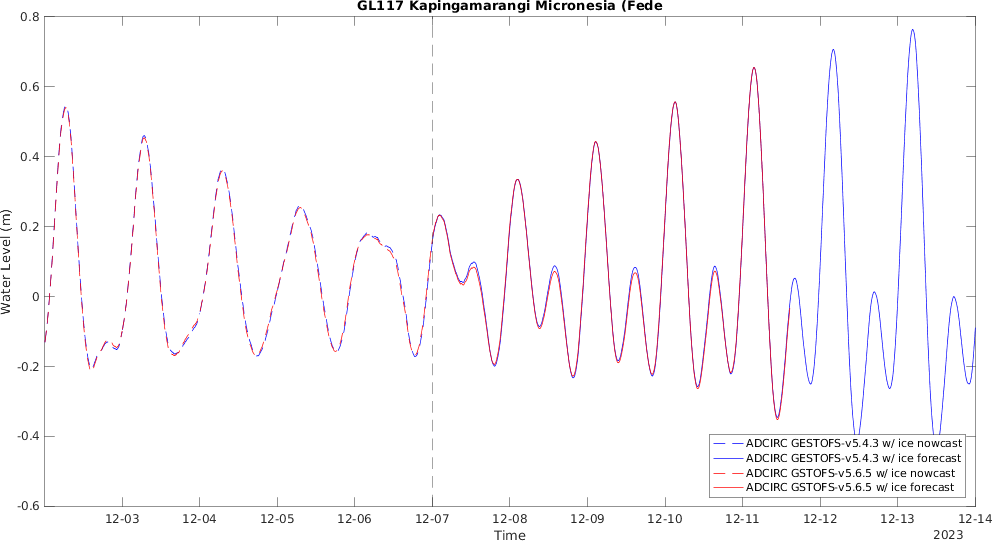 GL117 Kapingamarangi Micronesia (Fede
0.8
0.6
0.4
0.2
0
-0.2
-0.4
-0.6
Water Level (m)
ADCIRC GESTOFS-v5.4.3 w/ ice nowcast
ADCIRC GESTOFS-v5.4.3 w/ ice forecast
ADCIRC GSTOFS-v5.6.5 w/ ice nowcast
ADCIRC GSTOFS-v5.6.5 w/ ice forecast
12-03 12-04 12-05 12-06 12-07 12-08 12-09 12-10 12-11 12-12 12-13 12-14
Time
2023